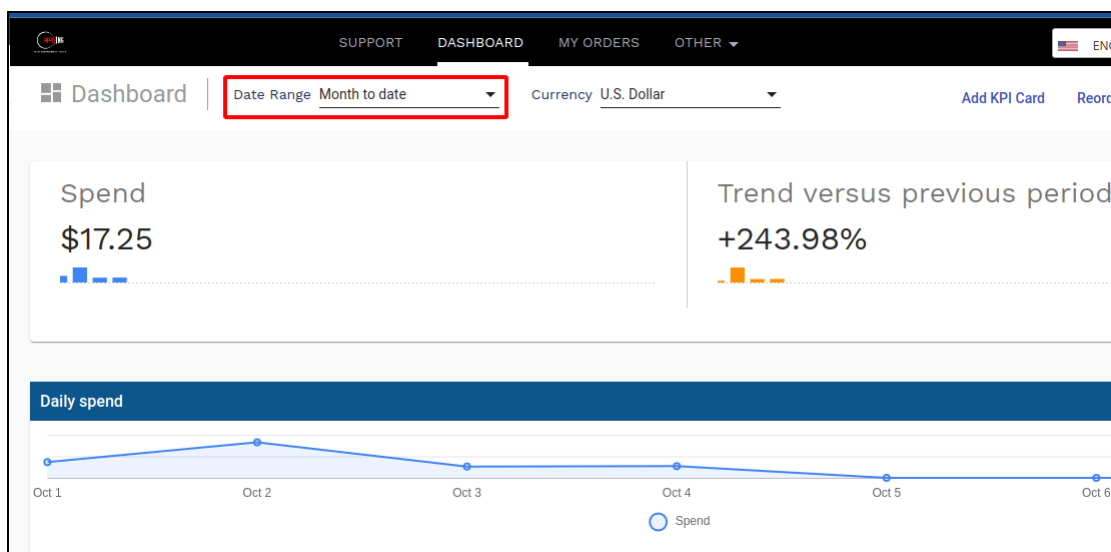 SUPPORT DASHBOARD MY ORDERS OTHER
Dashboard Date Range Month to date Currency U.S. Dollar Add KPI Card
Spend Trend versus previous period
$17.25 +243.98%
Daily spend
Oct 1 Oct 2 Oct 3 Oct 4 Oct 5 Oct 6
Spend